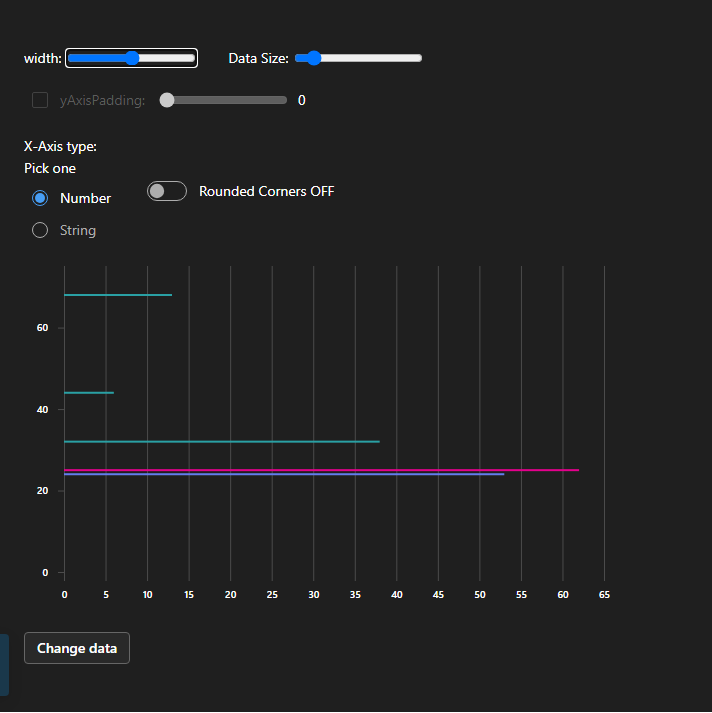 width: Data Size:
yAxisPadding: 0
X-Axis type:
Pick one
Number
Rounded Corners OFF
String
60
40
20
0
0 5 10 15 20 25 30 35 40 45 50 55 60 65
Change data